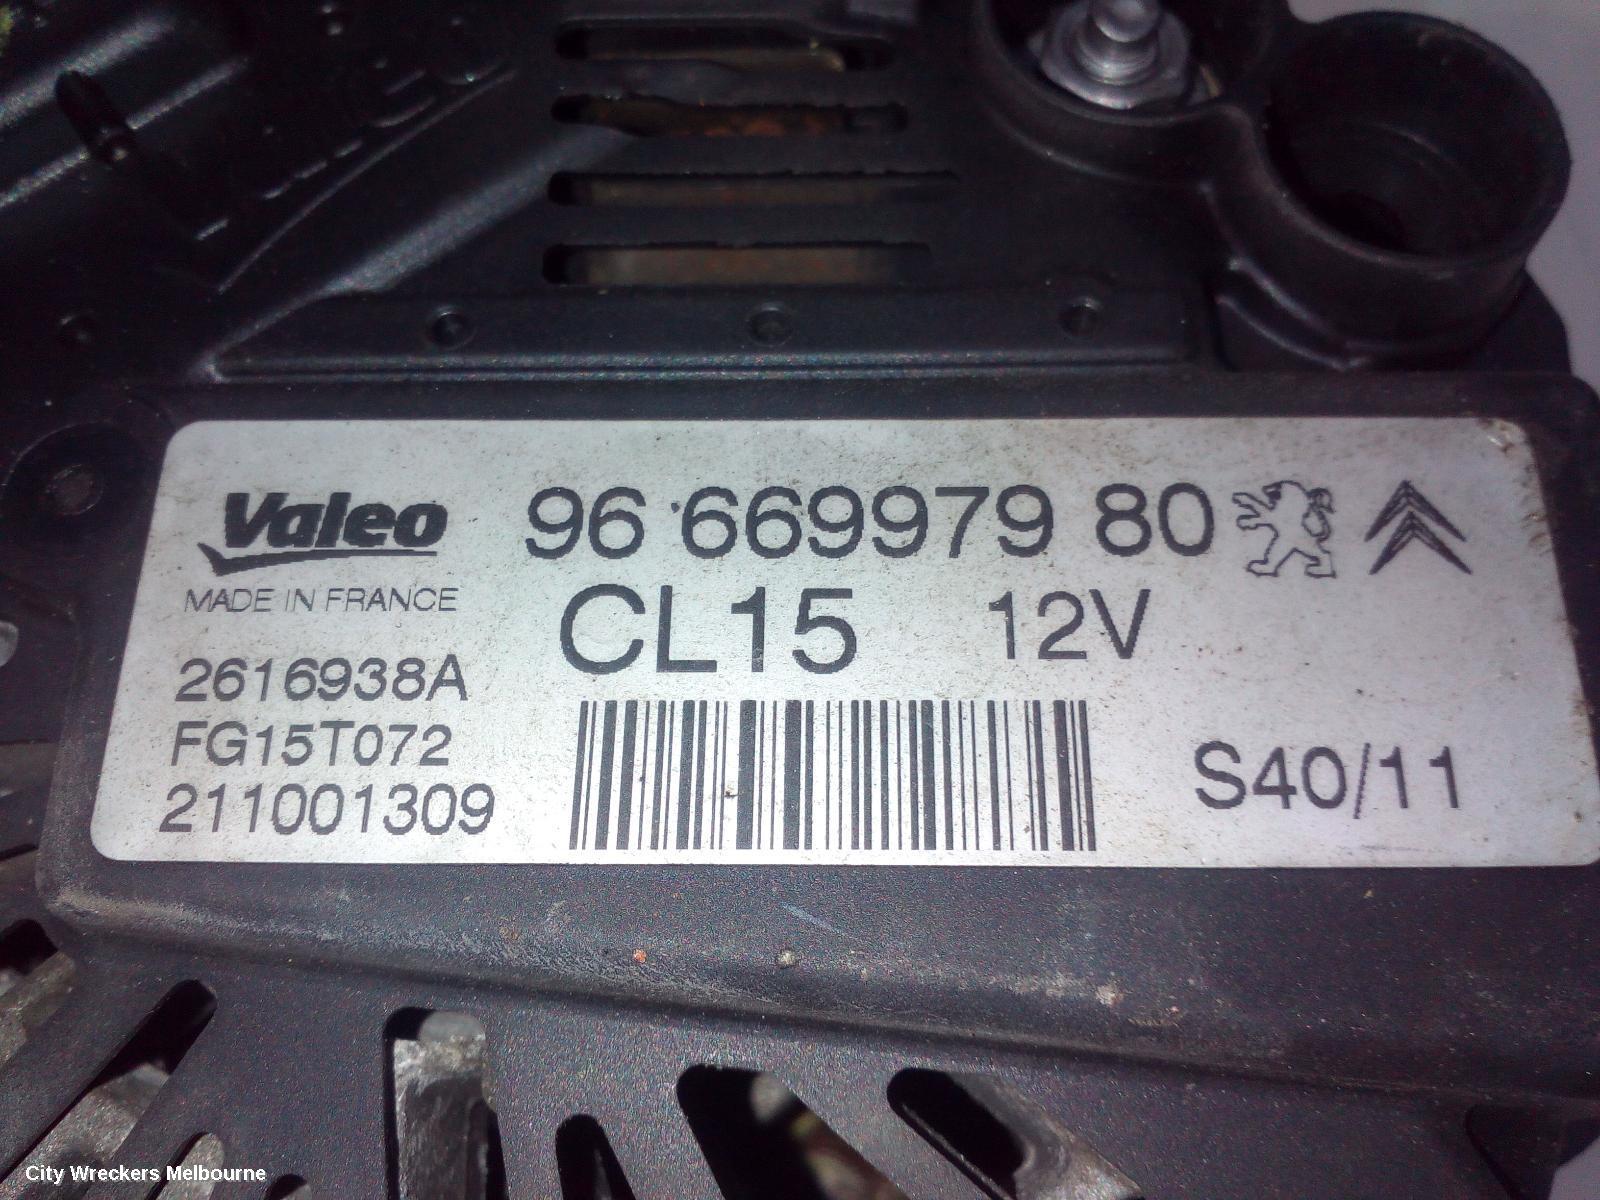 Valeo
96 669979 80
MADE IN FRANCE
CL15 12V
2616938A
FG15T072
211001309
S40/11
City Wreckers Melbourne